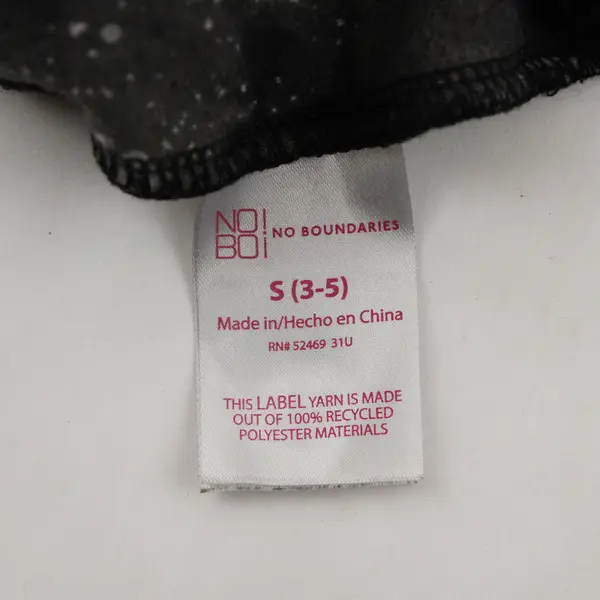 NO!
BO¡
NO BOUNDARIES
S (3-5)
Made in/Hecho en China
RN# 52469 31U
THIS LABEL YARN IS MADE
OUT OF 100% RECYCLED
POLYESTER MATERIALS